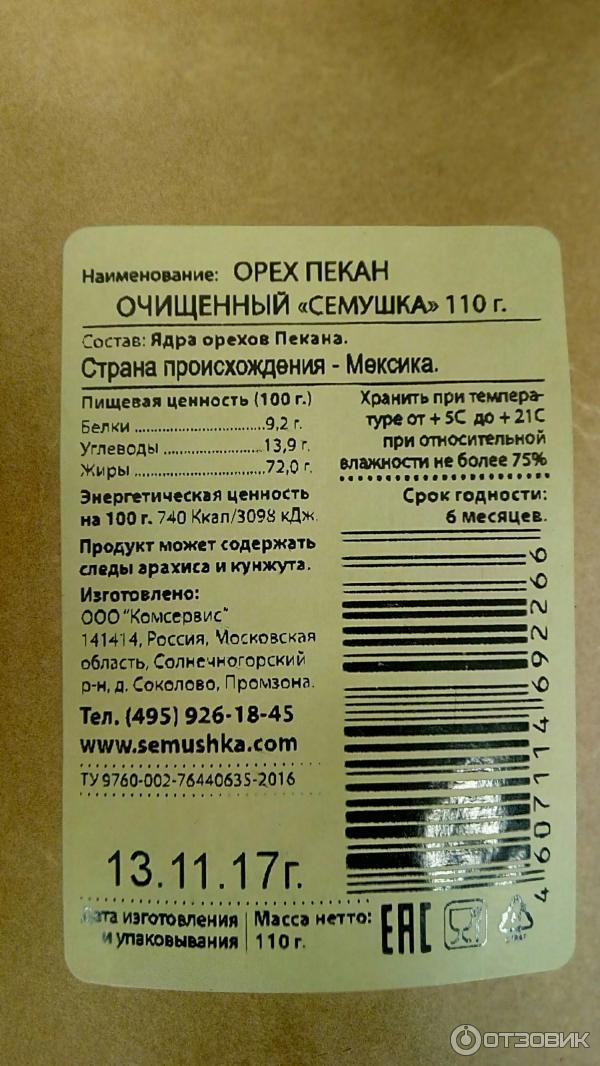 Наименование: ОРЕХ ПЕКАН
ОЧИЩЕННЫЙ «СЕМУШКА» 110 г.
Состав: Ядра орехов Пекана.
Страна происхождения - Мексика.
Пищевая ценность (100 г.)
Белки ........................9,2 г.
Углеводы ..................13,9 г.
Жиры ........................72,0 г.
Энергетическая ценность
на 100 г. 740 Ккал/3098 кДж.
Продукт может содержать
следы арахиса и кунжута.
Изготовлено:
ООО "Комсервис"
141414, Россия, Московская
область, Солнечногорский
р-н, д. Соколово, Промзона.
Тел. (495) 926-18-45
www.semushka.com
ТУ 9760-002-76440635-2016
Хранить при темпера-
туре от + 5С до + 21С
при относительной
влажности не более 75%
Срок годности:
6 месяцев.
4607114692266
13.11.17г.
Дата изготовления
и упаковывания
Масса нетто:
110 г.
ЕАС
ОТЗОВИК